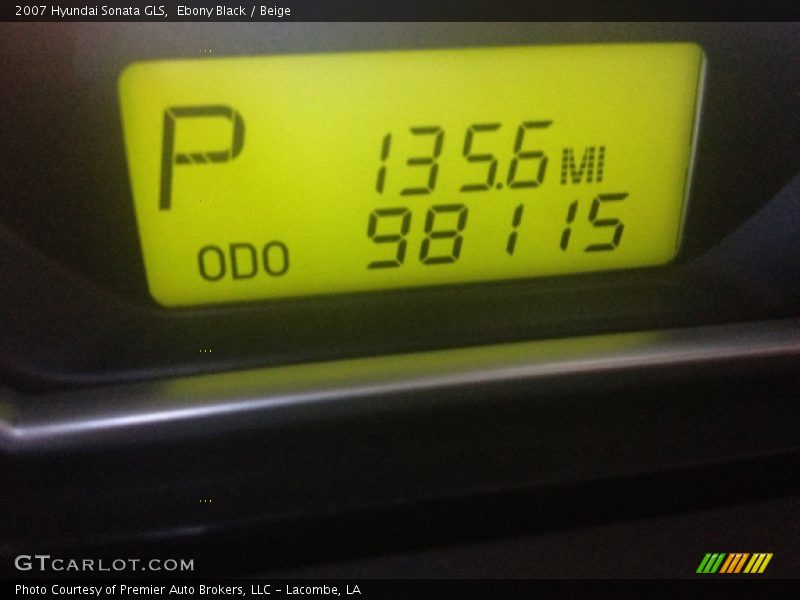 2007 Hyundai Sonata GLS,  Ebony Black / Beige
P 135.6 MI
ODO 98115
GTCARLOT.COM
Photo Courtesy of Premier Auto Brokers, LLC - Lacombe, LA